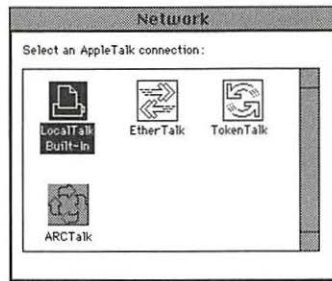 Network
Select an AppleTalk connection:
LocalTalk
Built-In
EtherTalk
TokenTalk
ARCTalk